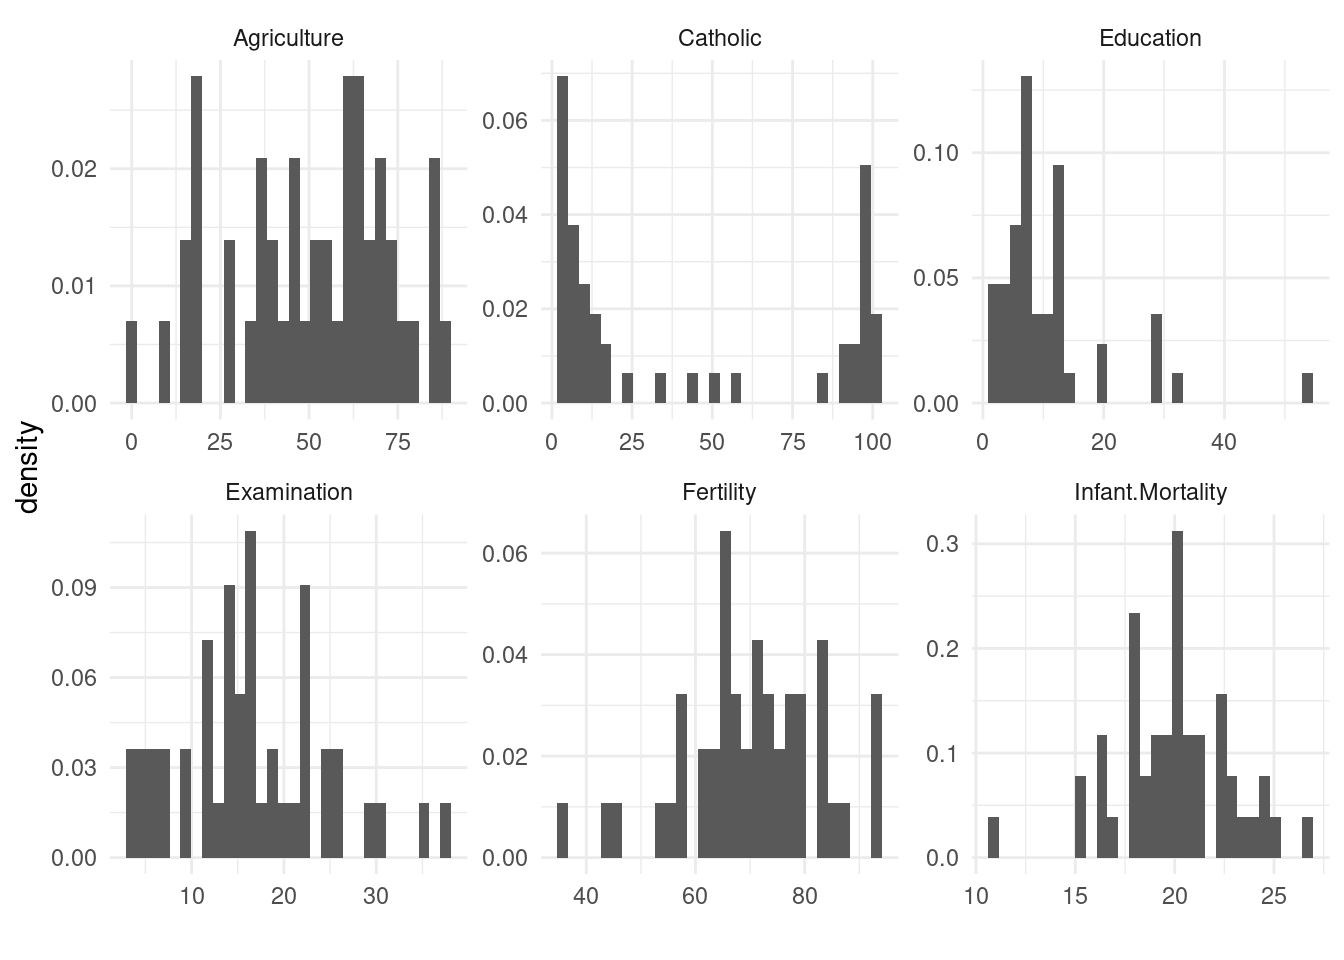 Agriculture Catholic Education
0.02 0.06 0.10
0.01 0.04 0.05
0.00 0.02 0.00
0.00
0 25 50 75 0 25 50 75 100 0 20 40
density
Examination Fertility Infant.Mortality
0.09 0.06 0.3
0.06 0.04 0.2
0.03 0.02 0.1
0.00 0.00 0.0
10 20 30 40 60 80 10 15 20 25